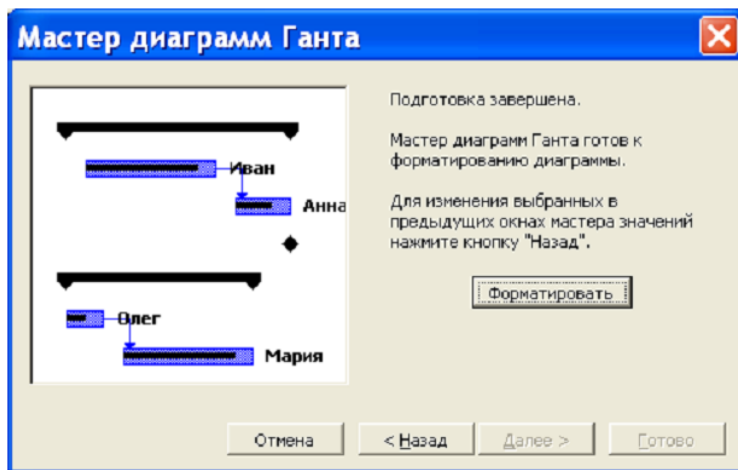 Мастер диаграмм Ганта
Иван
Анна
Олег
Мария
Подготовка завершена.
Мастер диаграмм Ганта готов к
форматированию диаграммы.
Для изменения выбранных в
предыдущих окнах мастера значений
нажмите кнопку "Назад".
Форматировать
Отмена
< Назад
Далее >
Готово